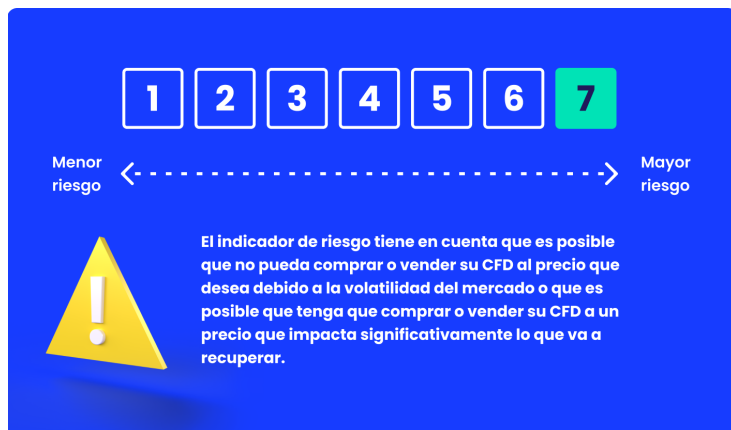 1 2 3 4 5 6 7
Menor
riesgo
Mayor
riesgo
El indicador de riesgo tiene en cuenta que es posible
que no pueda comprar o vender su CFD al precio que
desea debido a la volatilidad del mercado o que es
posible que tenga que comprar o vender su CFD a un
precio que impacta significativamente lo que va a
recuperar.